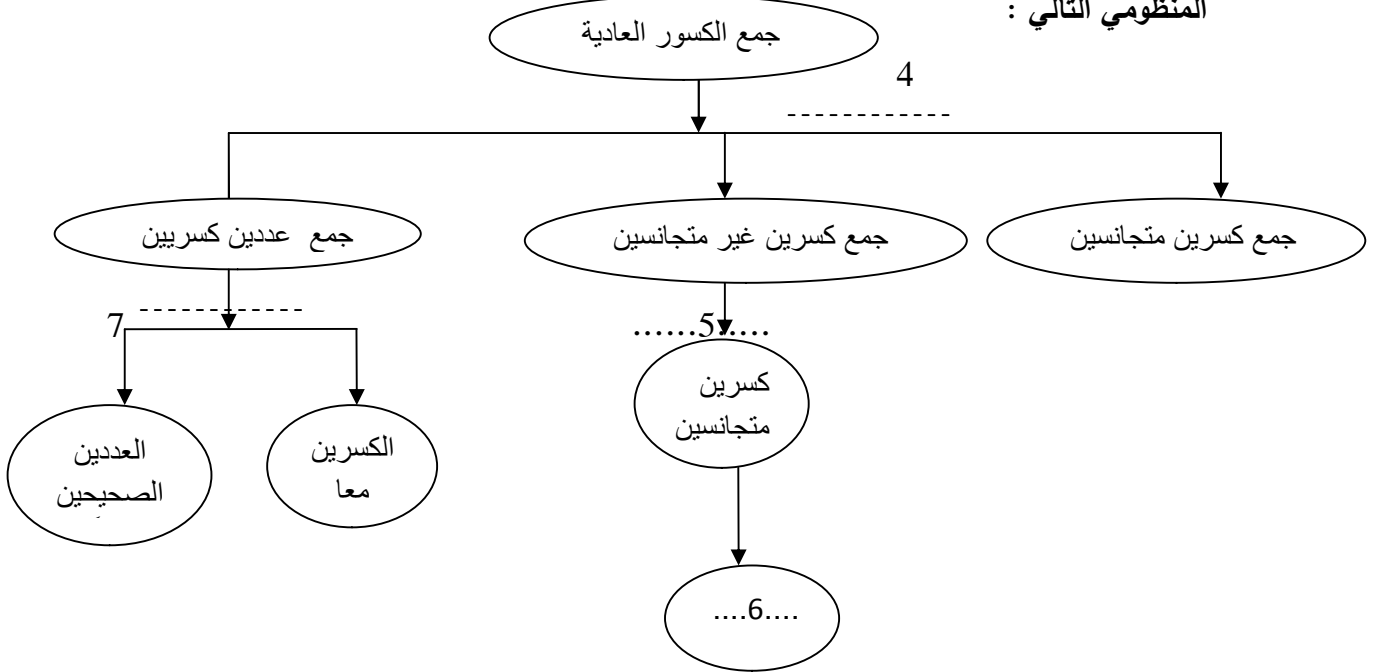 المنظومي التالي :
جمع الكسور العادية
4
------------
جمع كسرين متجانسين
جمع كسرين غير متجانسين
جمع عددين كسريين
------------
7
......5.....
كسرين
متجانسين
الكسرين
معا
العددين
الصحيحين
....6....